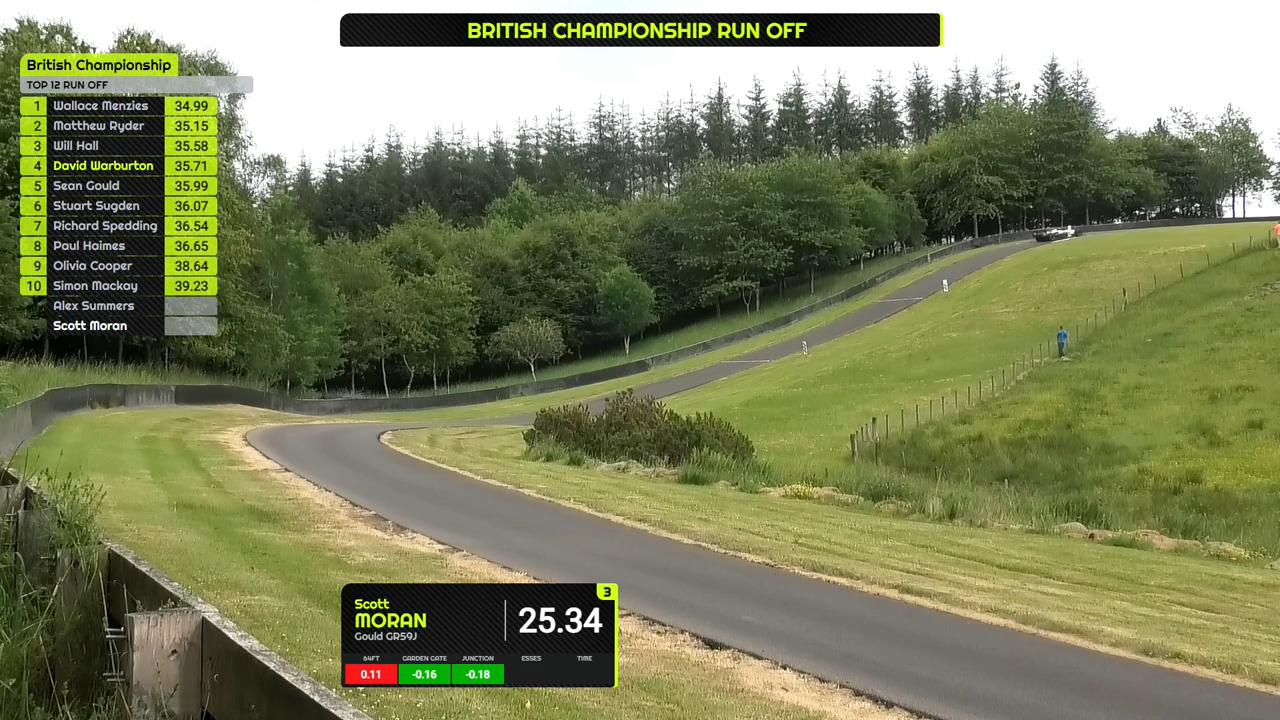 BRITISH CHAMPIONSHIP RUN OFF
British Championship
TOP 12 RUN OFF
1 Wallace Menzies 34.99
2 Matthew Ryder 35.15
3 Will Hall 35.58
4 David Warburton 35.71
5 Sean Gould 35.99
6 Stuart Sugden 36.07
7 Richard Spedding 36.54
8 Paul Haimes 36.65
9 Olivia Cooper 38.64
10 Simon Mackay 39.23
Alex Summers
Scott Moran
3
Scott
MORAN
Gould GR59J
25.34
64FT GARDEN GATE JUNCTION ESSES TIME
0.11 -0.16 -0.18